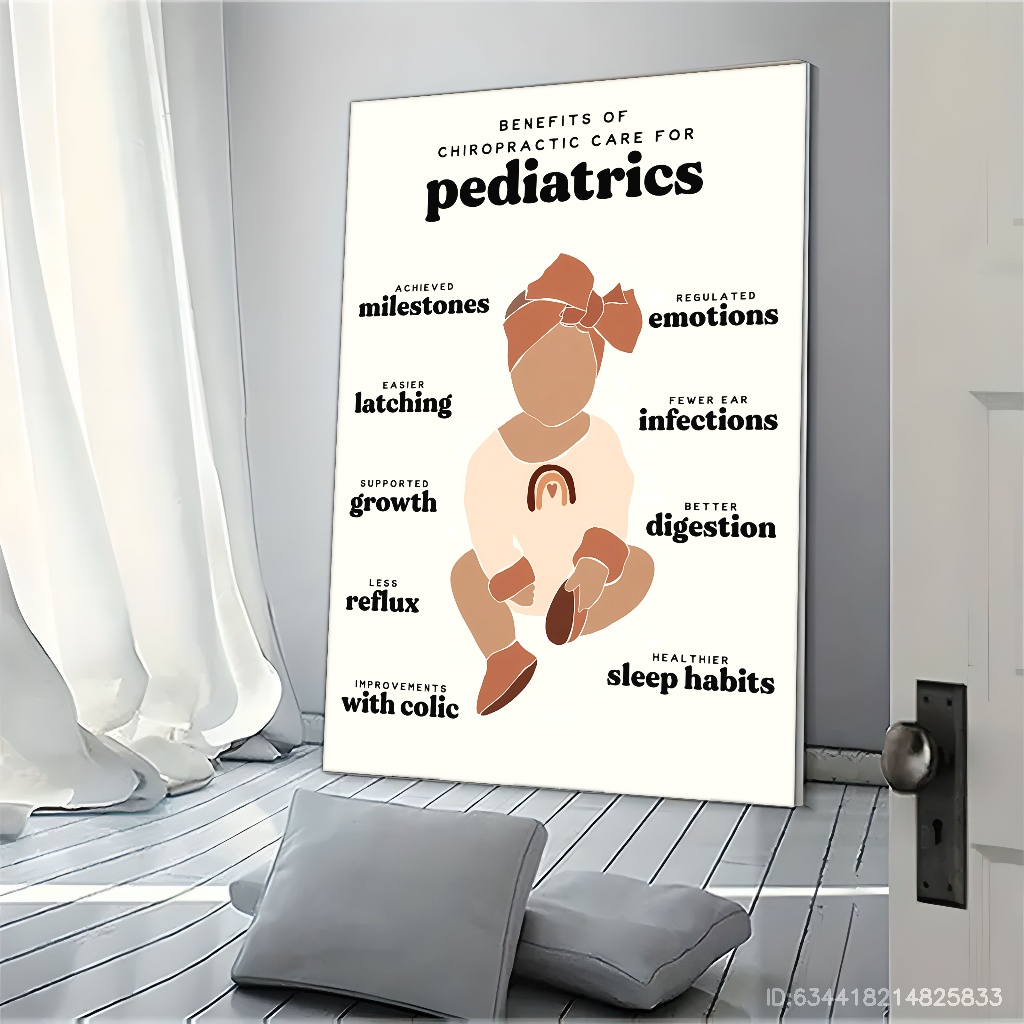 BENEFITS OF
CHIROPRACTIC CARE FOR
pediatrics
ACHIEVED
milestones
EASIER
latching
SUPPORTED
growth
LESS
reflux
IMPROVEMENTS
with colic
REGULATED
emotions
FEWER EAR
infections
BETTER
digestion
HEALTHIER
sleep habits
ID:634418214825833